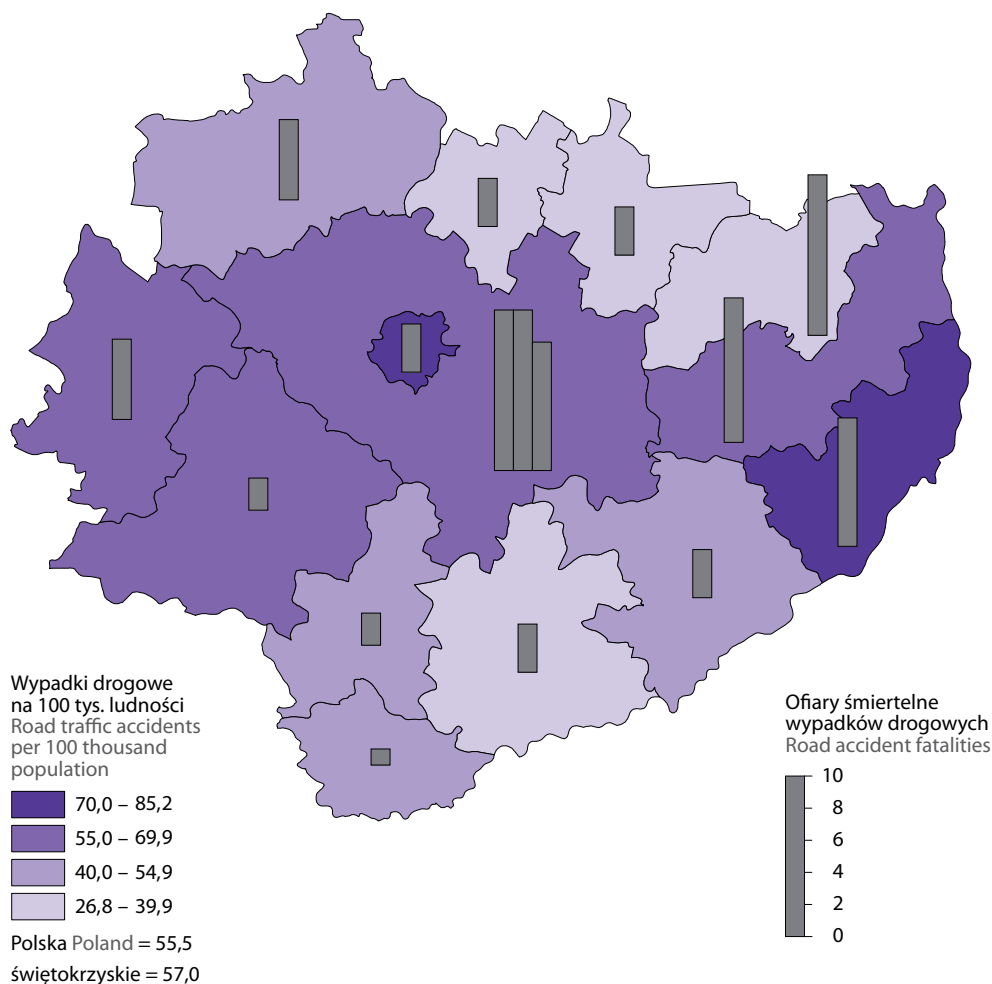 Wypadki drogowe
na 100 tys. ludności
Road traffic accidents
per 100 thousand
population
70,0 – 85,2
55,0 – 69,9
40,0 – 54,9
26,8 – 39,9
Polska Poland = 55,5
świętokrzyskie = 57,0
Ofiary śmiertelne
wypadków drogowych
Road accident fatalities
10
8
6
4
2
0